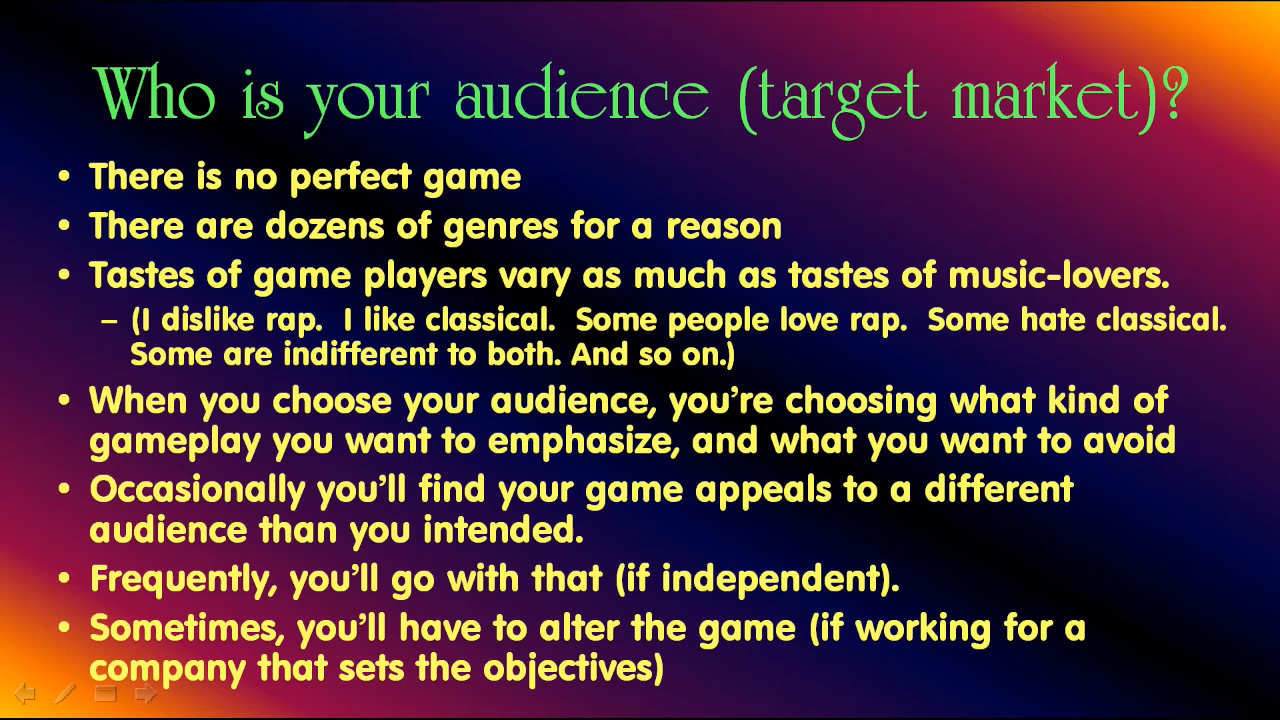 Who is your audience (target market)?
• There is no perfect game
• There are dozens of genres for a reason
• Tastes of game players vary as much as tastes of music-lovers.
– (I dislike rap.  I like classical.  Some people love rap.  Some hate classical.
Some are indifferent to both. And so on.)
• When you choose your audience, you’re choosing what kind of
gameplay you want to emphasize, and what you want to avoid
• Occasionally you’ll find your game appeals to a different
audience than you intended.
• Frequently, you’ll go with that (if independent).
• Sometimes, you’ll have to alter the game (if working for a
company that sets the objectives)